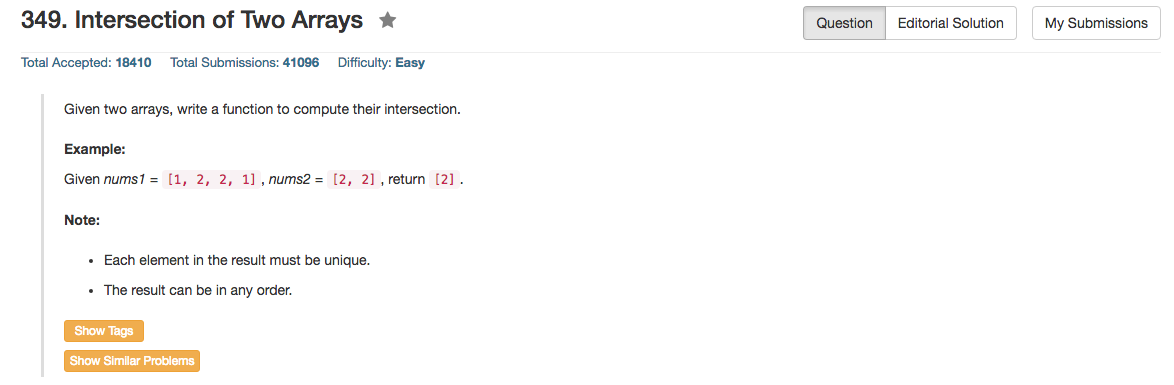 349. Intersection of Two Arrays ★
Question Editorial Solution My Submissions
Total Accepted: 18410 Total Submissions: 41096 Difficulty: Easy
Given two arrays, write a function to compute their intersection.
Example:
Given nums1 = [1, 2, 2, 1], nums2 = [2, 2], return [2].
Note:
• Each element in the result must be unique.
• The result can be in any order.
Show Tags
Show Similar Problems